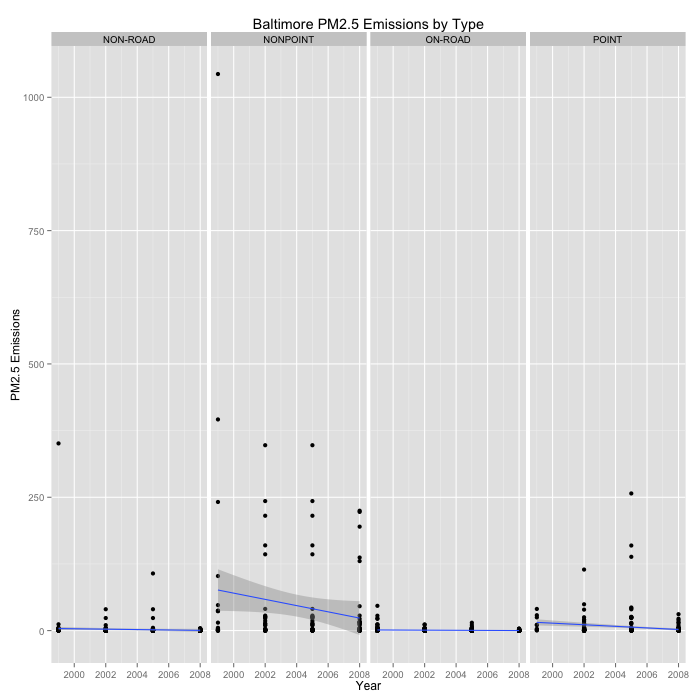 Baltimore PM2.5 Emissions by Type
NON-ROAD NONPOINT ON-ROAD POINT
1000
750
500
250
0
PM2.5 Emissions
2000 2002 2004 2006 2008 2000 2002 2004 2006 2008 2000 2002 2004 2006 2008 2000 2002 2004 2006 2008
Year